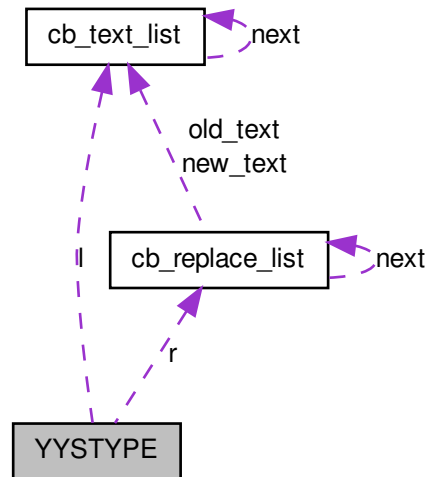 cb_text_list
next
old_text
new_text
l
cb_replace_list
next
r
YYSTYPE